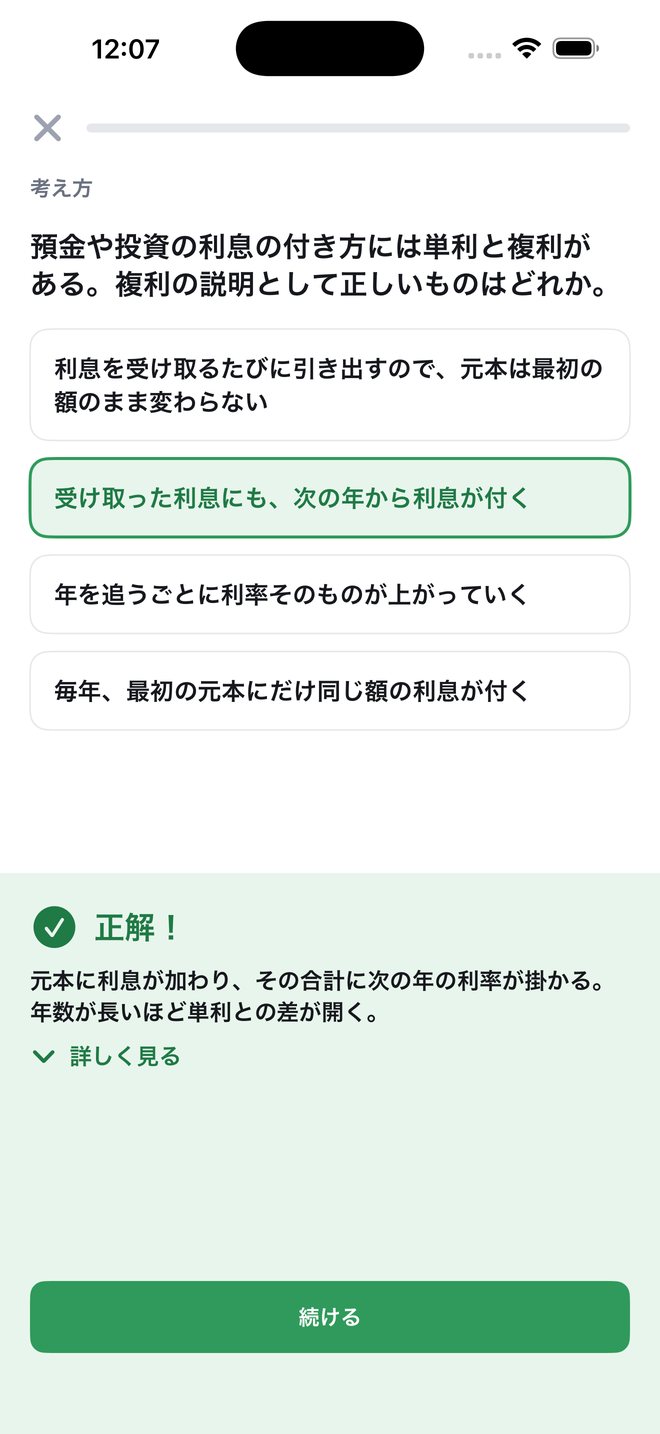 12:07
考え方
預金や投資の利息の付き方には単利と複利が
ある。複利の説明として正しいものはどれか。
利息を受け取るたびに引き出すので、元本は最初の
額のまま変わらない
受け取った利息にも、次の年から利息が付く
年を追うごとに利率そのものが上がっていく
毎年、最初の元本にだけ同じ額の利息が付く
正解！
元本に利息が加わり、その合計に次の年の利率が掛かる。
年数が長いほど単利との差が開く。
詳しく見る
続ける